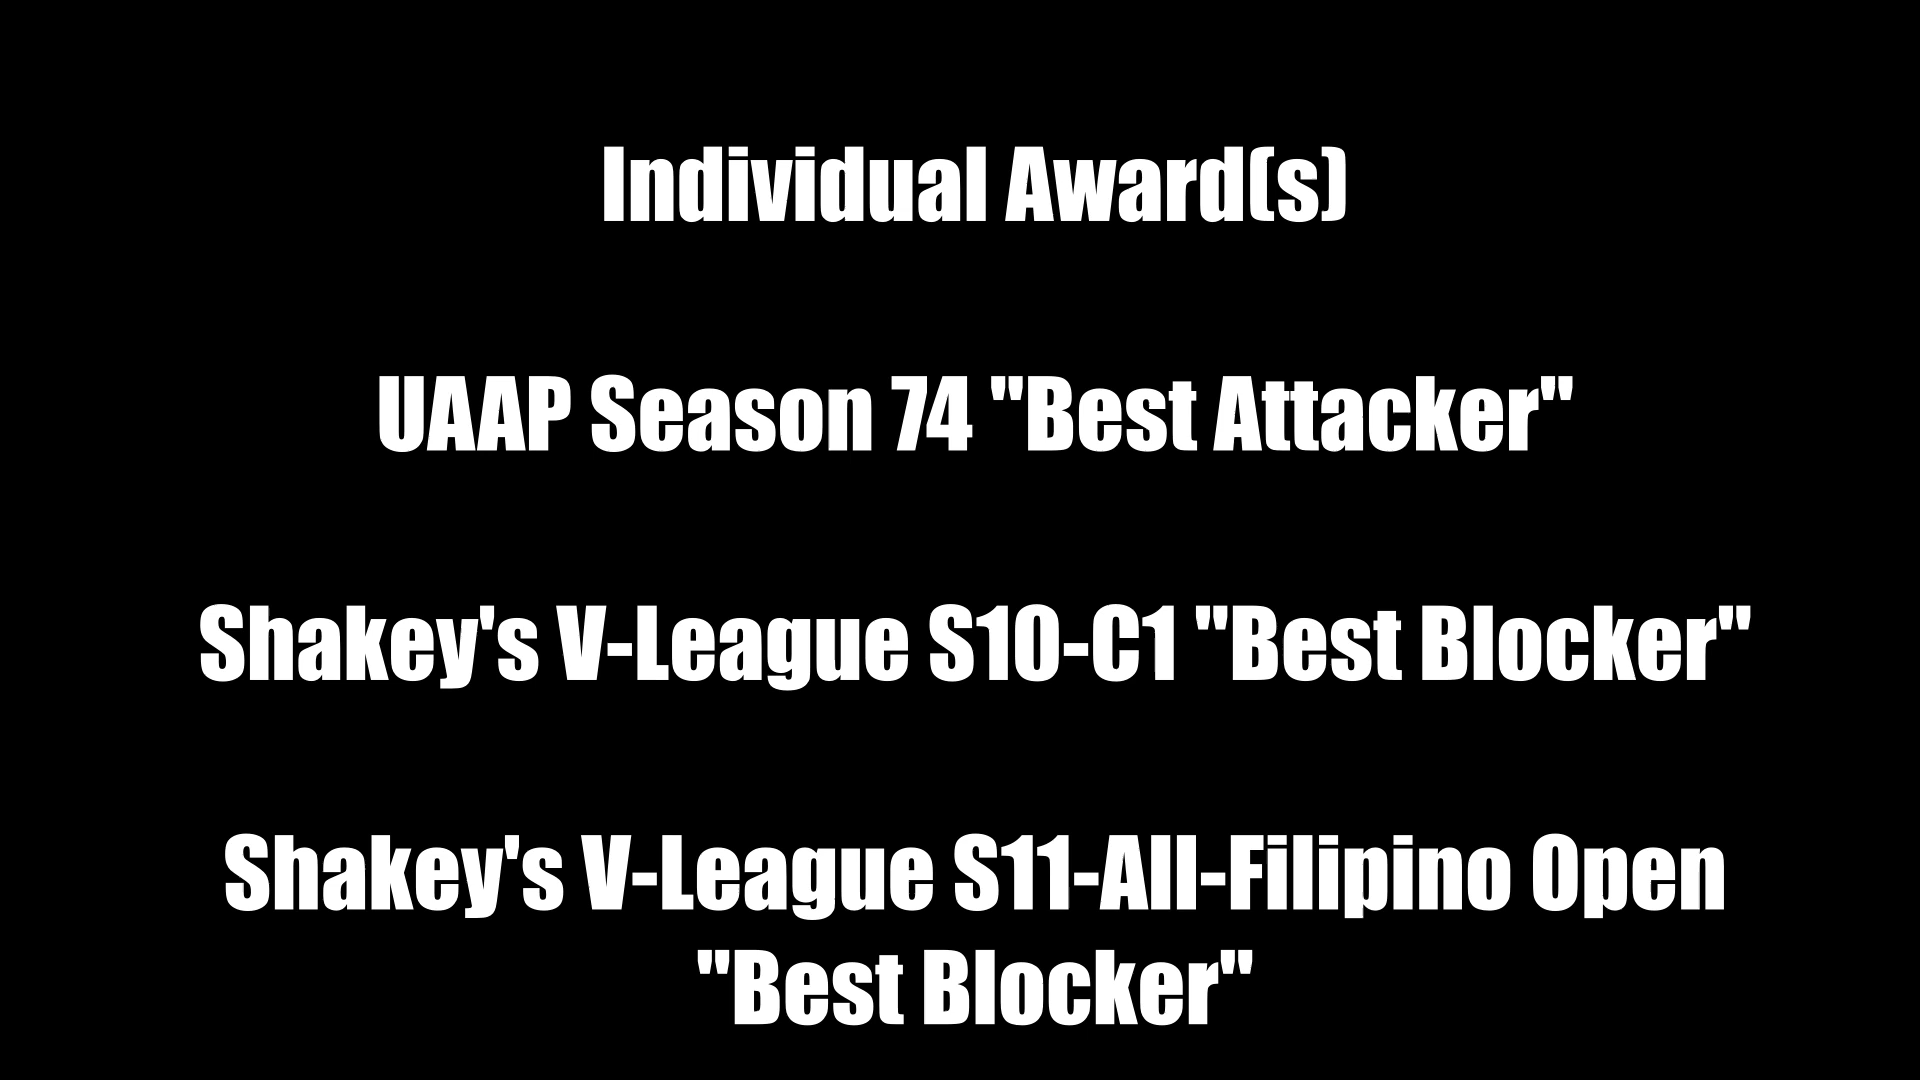 Individual Award(s)
UAAP Season 74 "Best Attacker"
Shakey's V-League S10-C1 "Best Blocker"
Shakey's V-League S11-All-Filipino Open
"Best Blocker"